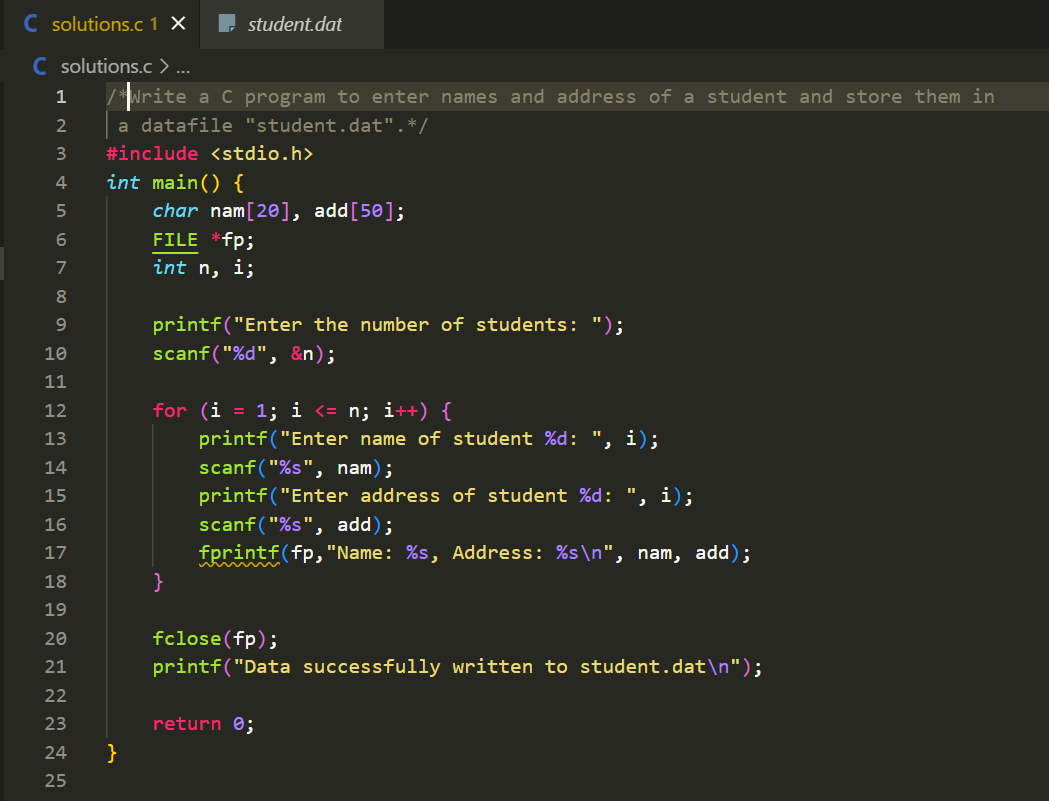 C solutions.c 1 × student.dat
C solutions.c > ...
1 /*Write a C program to enter names and address of a student and store them in
2  a datafile "student.dat".*/
3 #include <stdio.h>
4 int main() {
5     char nam[20], add[50];
6     FILE *fp;
7     int n, i;
8
9     printf("Enter the number of students: ");
10     scanf("%d", &n);
11
12     for (i = 1; i <= n; i++) {
13         printf("Enter name of student %d: ", i);
14         scanf("%s", nam);
15         printf("Enter address of student %d: ", i);
16         scanf("%s", add);
17         fprintf(fp,"Name: %s, Address: %s\n", nam, add);
18     }
19
20     fclose(fp);
21     printf("Data successfully written to student.dat\n");
22
23     return 0;
24 }
25